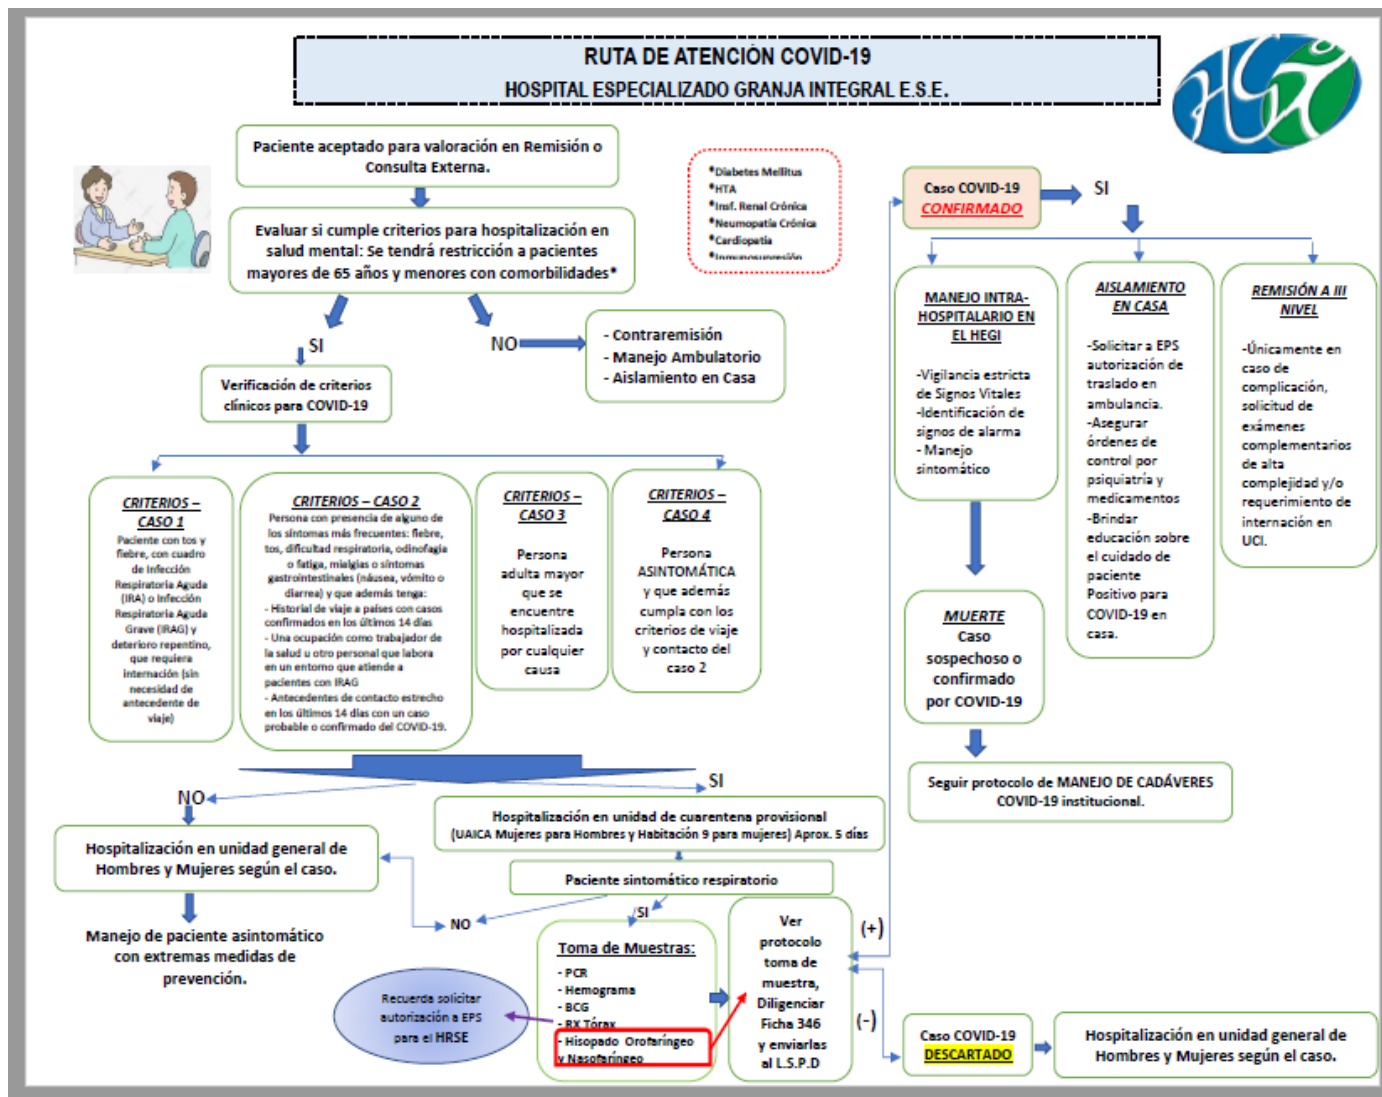 RUTA DE ATENCIÓN COVID-19
HOSPITAL ESPECIALIZADO GRANJA INTEGRAL E.S.E.
Paciente aceptado para valoración en Remisión o
Consulta Externa.
Evaluar si cumple criterios para hospitalización en
salud mental: Se tendrá restricción a pacientes
mayores de 65 años y menores con comorbilidades*
*Diabetes Mellitus
*HTA
*Insf. Renal Crónica
*Neumopatía Crónica
*Cardiopatía
*Inmunosupresión
SI
NO
- Contraremisión
- Manejo Ambulatorio
- Aislamiento en Casa
Verificación de criterios
clínicos para COVID-19
CRITERIOS –
CASO 1
Paciente con tos y
fiebre, con cuadro de
Infección
Respiratoria Aguda
(IRA) o Infección
Respiratoria Aguda
Grave (IRAG) y
deterioro repentino,
que requiera
internación (sin
necesidad de
antecedente de
viaje)
CRITERIOS – CASO 2
Persona con presencia de alguno de
los síntomas más frecuentes: fiebre,
tos, dificultad respiratoria, odinofagia
o fatiga, mialgias o síntomas
gastrointestinales (náusea, vómito o
diarrea) y que además tenga:
- Historial de viaje a países con casos
confirmados en los últimos 14 días
- Una ocupación como trabajador de
la salud u otro personal que labora
en un entorno que atiende a
pacientes con IRAG
- Antecedentes de contacto estrecho
en los últimos 14 días con un caso
probable o confirmado del COVID-19.
CRITERIOS –
CASO 3
Persona
adulta mayor
que se
encuentre
hospitalizada
por cualquier
causa
CRITERIOS –
CASO 4
Persona
ASINTOMÁTICA
y que además
cumpla con los
criterios de viaje
y contacto del
caso 2
NO
SI
Hospitalización en unidad general de
Hombres y Mujeres según el caso.
Manejo de paciente asintomático
con extremas medidas de
prevención.
Hospitalización en unidad de cuarentena provisional
(UAICA Mujeres para Hombres y Habitación 9 para mujeres) Aprox. 5 días
Paciente sintomático respiratorio
NO
SI
Toma de Muestras:
- PCR
- Hemograma
- BCG
- RX Tórax
- Hisopado Orofaríngeo
y Nasofaríngeo
Recuerda solicitar
autorización a EPS
para el HRSE
Ver
protocolo
toma de
muestra,
Diligenciar
Ficha 346
y enviarlas
al L.S.P.D
(+)
(-)
Caso COVID-19
CONFIRMADO
SI
MANEJO INTRA-
HOSPITALARIO EN
EL HEGI
-Vigilancia estricta
de Signos Vitales
-Identificación de
signos de alarma
- Manejo
sintomático
AISLAMIENTO
EN CASA
-Solicitar a EPS
autorización de
traslado en
ambulancia.
-Asegurar
órdenes de
control por
psiquiatría y
medicamentos
-Brindar
educación sobre
el cuidado de
paciente
Positivo para
COVID-19 en
casa.
REMISIÓN A III
NIVEL
-Únicamente en
caso de
complicación,
solicitud de
exámenes
complementarios
de alta
complejidad y/o
requerimiento de
internación en
UCI.
MUERTE
Caso
sospechoso o
confirmado
por COVID-19
Seguir protocolo de MANEJO DE CADÁVERES
COVID-19 institucional.
Caso COVID-19
DESCARTADO
Hospitalización en unidad general de
Hombres y Mujeres según el caso.